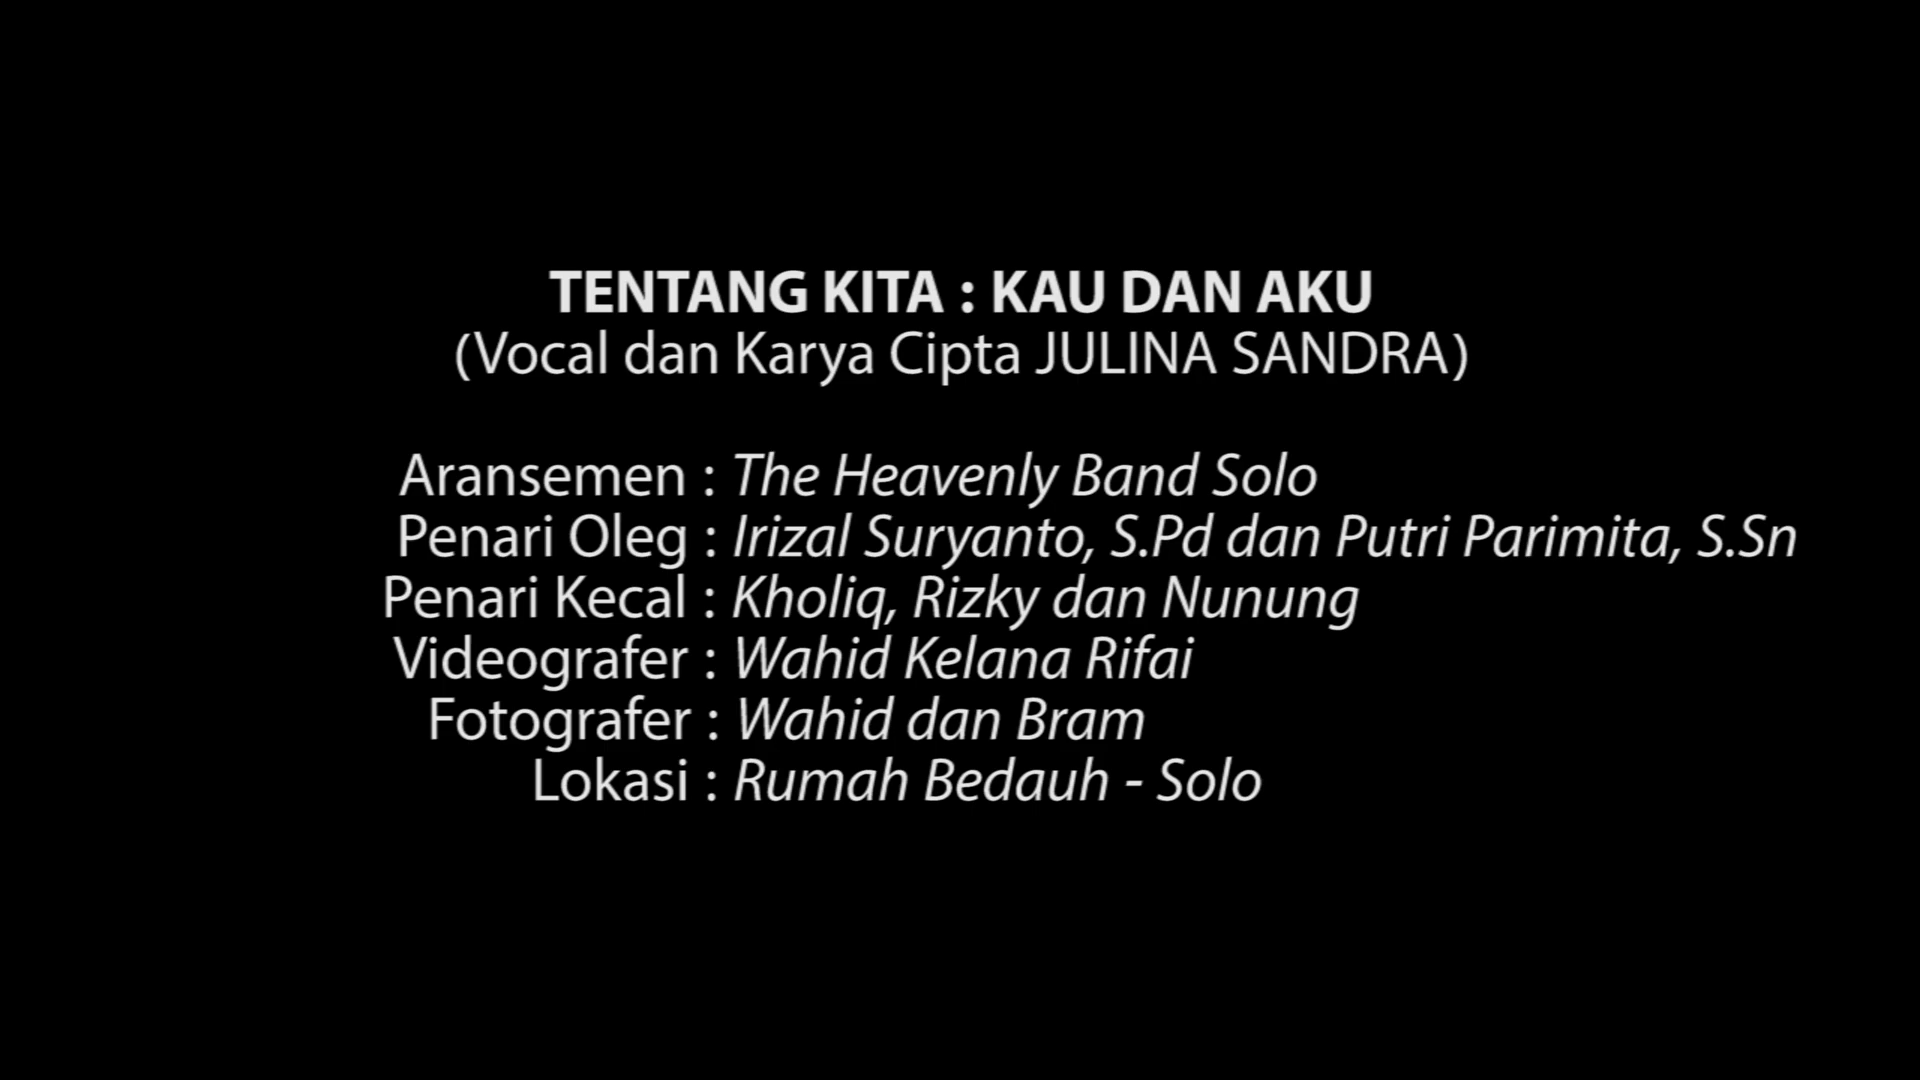 TENTANG KITA : KAU DAN AKU
(Vocal dan Karya Cipta JULINA SANDRA)
Aransemen : The Heavenly Band Solo
Penari Oleg : Irizal Suryanto, S.Pd dan Putri Parimita, S.Sn
Penari Kecal : Kholiq, Rizky dan Nunung
Videografer : Wahid Kelana Rifai
Fotografer : Wahid dan Bram
Lokasi : Rumah Bedauh - Solo